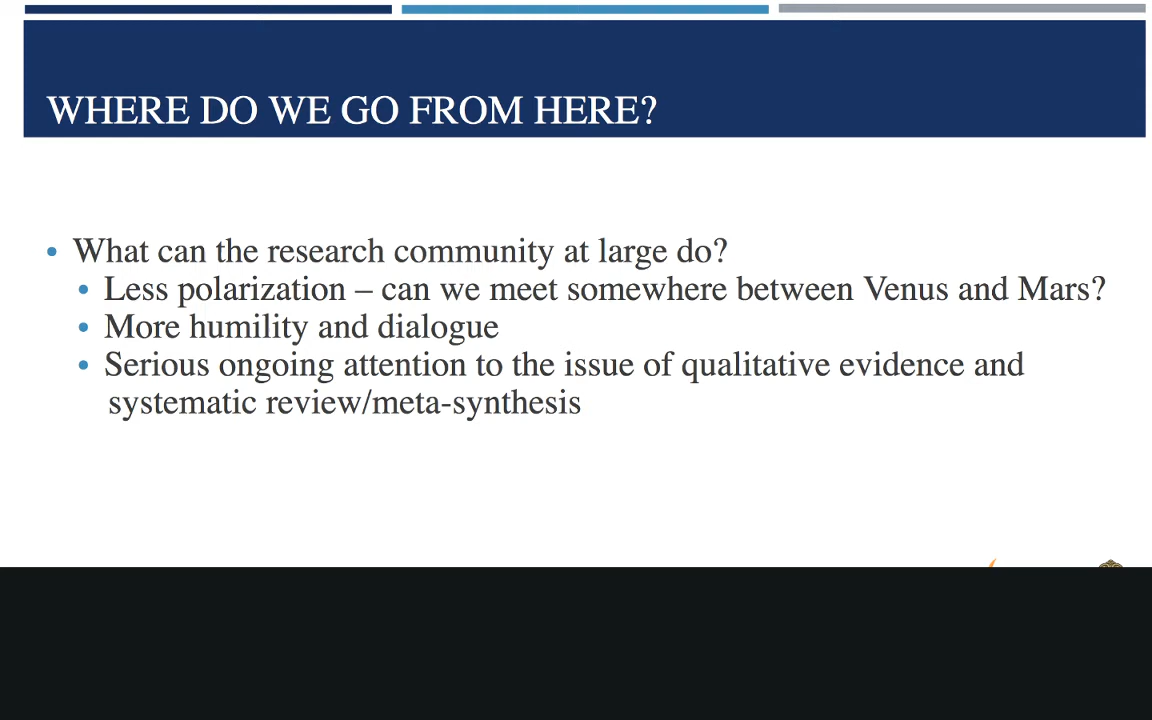 WHERE DO WE GO FROM HERE?
• What can the research community at large do?
• Less polarization – can we meet somewhere between Venus and Mars?
• More humility and dialogue
• Serious ongoing attention to the issue of qualitative evidence and
systematic review/meta-synthesis